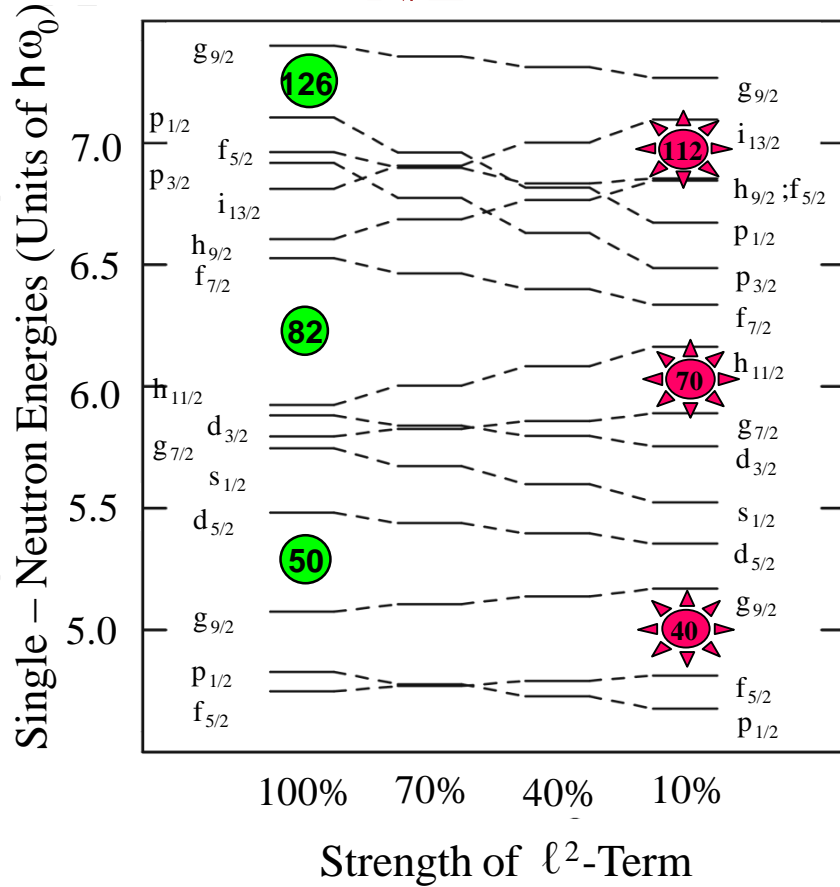 Single – Neutron Energies (Units of ħω0)
7.0
6.5
6.0
5.5
5.0
g9/2
126
p1/2
f5/2
p3/2
i13/2
h9/2
f7/2
82
h11/2
d3/2
g7/2
s1/2
d5/2
50
g9/2
p1/2
f5/2
g9/2
112
i13/2
h9/2 ;f5/2
p1/2
p3/2
f7/2
h11/2
70
g7/2
d3/2
s1/2
d5/2
g9/2
40
f5/2
p1/2
100% 70% 40% 10%
Strength of ℓ²-Term